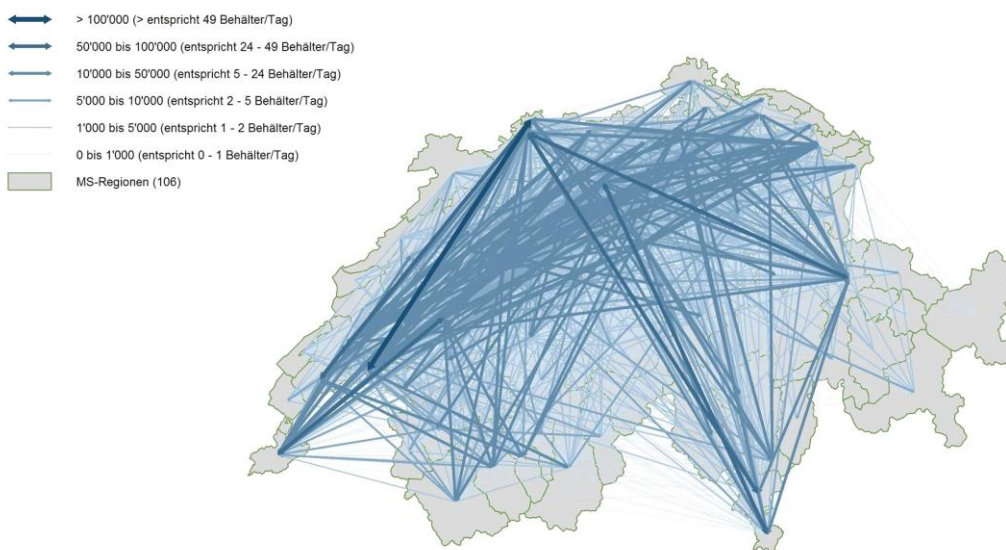 > 100'000 (> entspricht 49 Behälter/Tag)
50'000 bis 100'000 (entspricht 24 - 49 Behälter/Tag)
10'000 bis 50'000 (entspricht 5 - 24 Behälter/Tag)
5'000 bis 10'000 (entspricht 2 - 5 Behälter/Tag)
1'000 bis 5'000 (entspricht 1 - 2 Behälter/Tag)
0 bis 1'000 (entspricht 0 - 1 Behälter/Tag)
MS-Regionen (106)